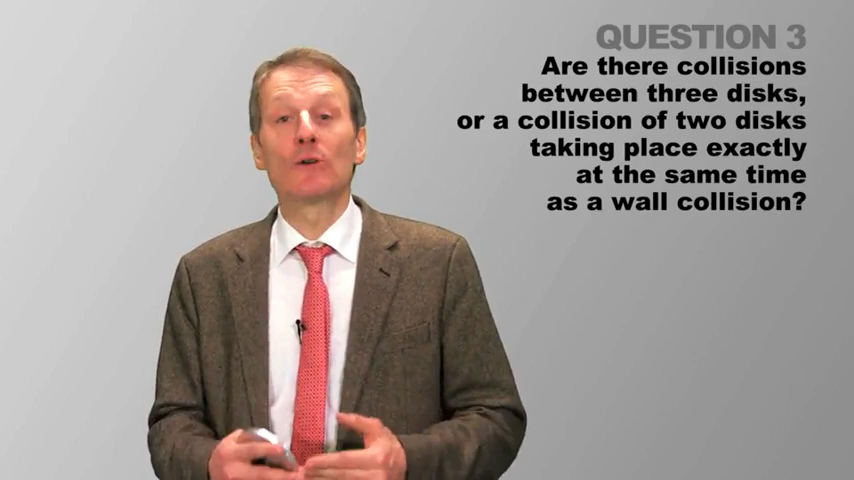 QUESTION 3
Are there collisions
between three disks,
or a collision of two disks
taking place exactly
at the same time
as a wall collision?